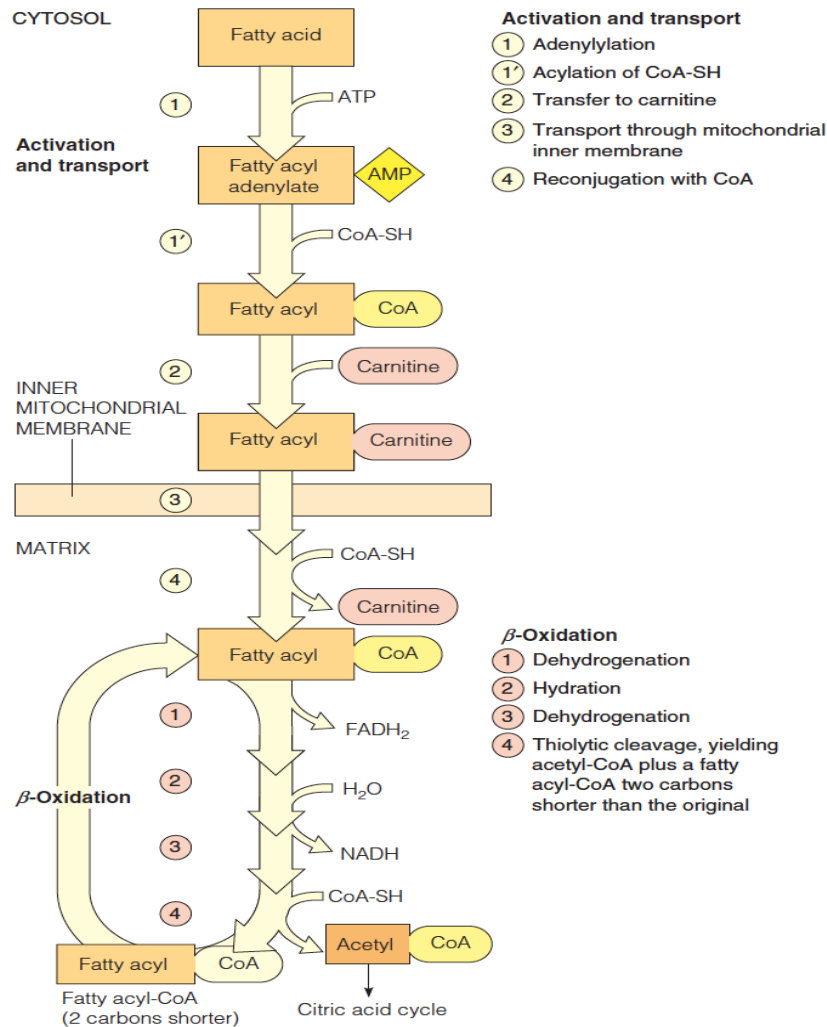 CYTOSOL
Fatty acid
1
ATP
Activation
and transport
Fatty acyl
adenylate
AMP
1′
CoA-SH
Fatty acyl
CoA
2
Carnitine
INNER
MITOCHONDRIAL
MEMBRANE
Fatty acyl
Carnitine
3
MATRIX
CoA-SH
4
Carnitine
Fatty acyl
CoA
1
FADH₂
β-Oxidation
2
H₂O
3
NADH
4
CoA-SH
Fatty acyl
CoA
Acetyl
CoA
Fatty acyl-CoA
(2 carbons shorter)
Citric acid cycle
Activation and transport
1 Adenylylation
1′ Acylation of CoA-SH
2 Transfer to carnitine
3 Transport through mitochondrial
inner membrane
4 Reconjugation with CoA
β-Oxidation
1 Dehydrogenation
2 Hydration
3 Dehydrogenation
4 Thiolytic cleavage, yielding
acetyl-CoA plus a fatty
acyl-CoA two carbons
shorter than the original